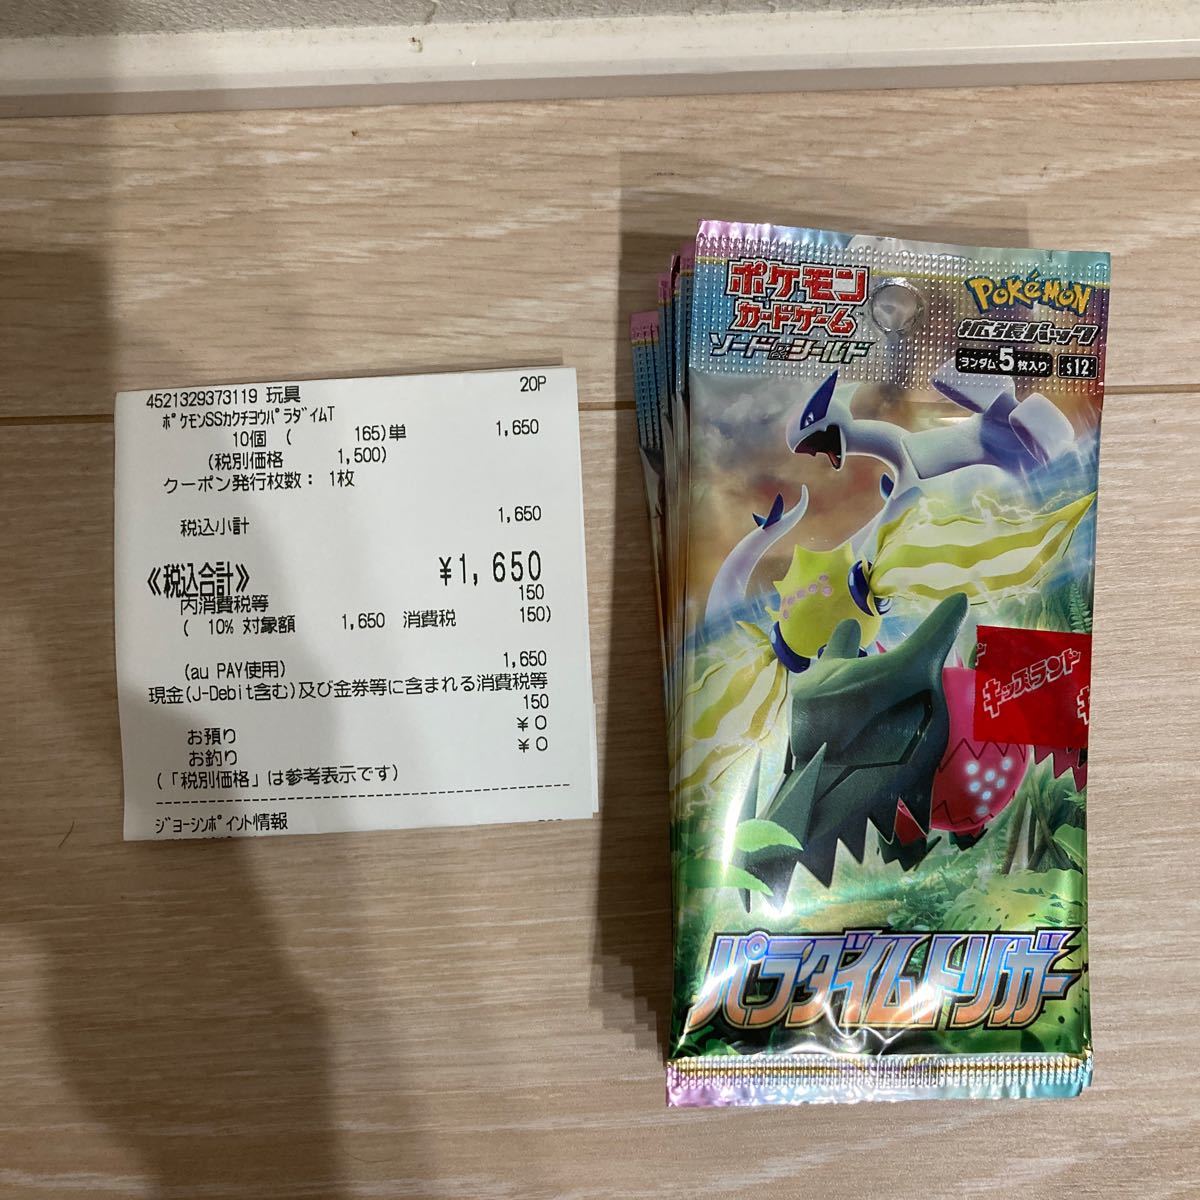 4521329373119 玩具 20P
ﾎﾟｹﾓﾝSSｶｸﾁﾖｳﾊﾟﾗﾀﾞｲﾑT
10個 ( 165)単 1,650
(税別価格 1,500)
クーポン発行枚数: 1枚
税込小計 1,650
《税込合計》 ¥1,650
内消費税等 150
( 10% 対象額 1,650 消費税 150)
(au PAY使用) 1,650
現金(J-Debit含む)及び金券等に含まれる消費税等
150
お預り ¥0
お釣り ¥0
(「税別価格」は参考表示です)
ｼﾞｮｰｼﾝﾎﾟｲﾝﾄ情報
ポケモン
カードゲーム
ソード&シールド
POKéMON
拡張パック
ランダム5枚入り S12
キッズランド
パラダイムトリガー